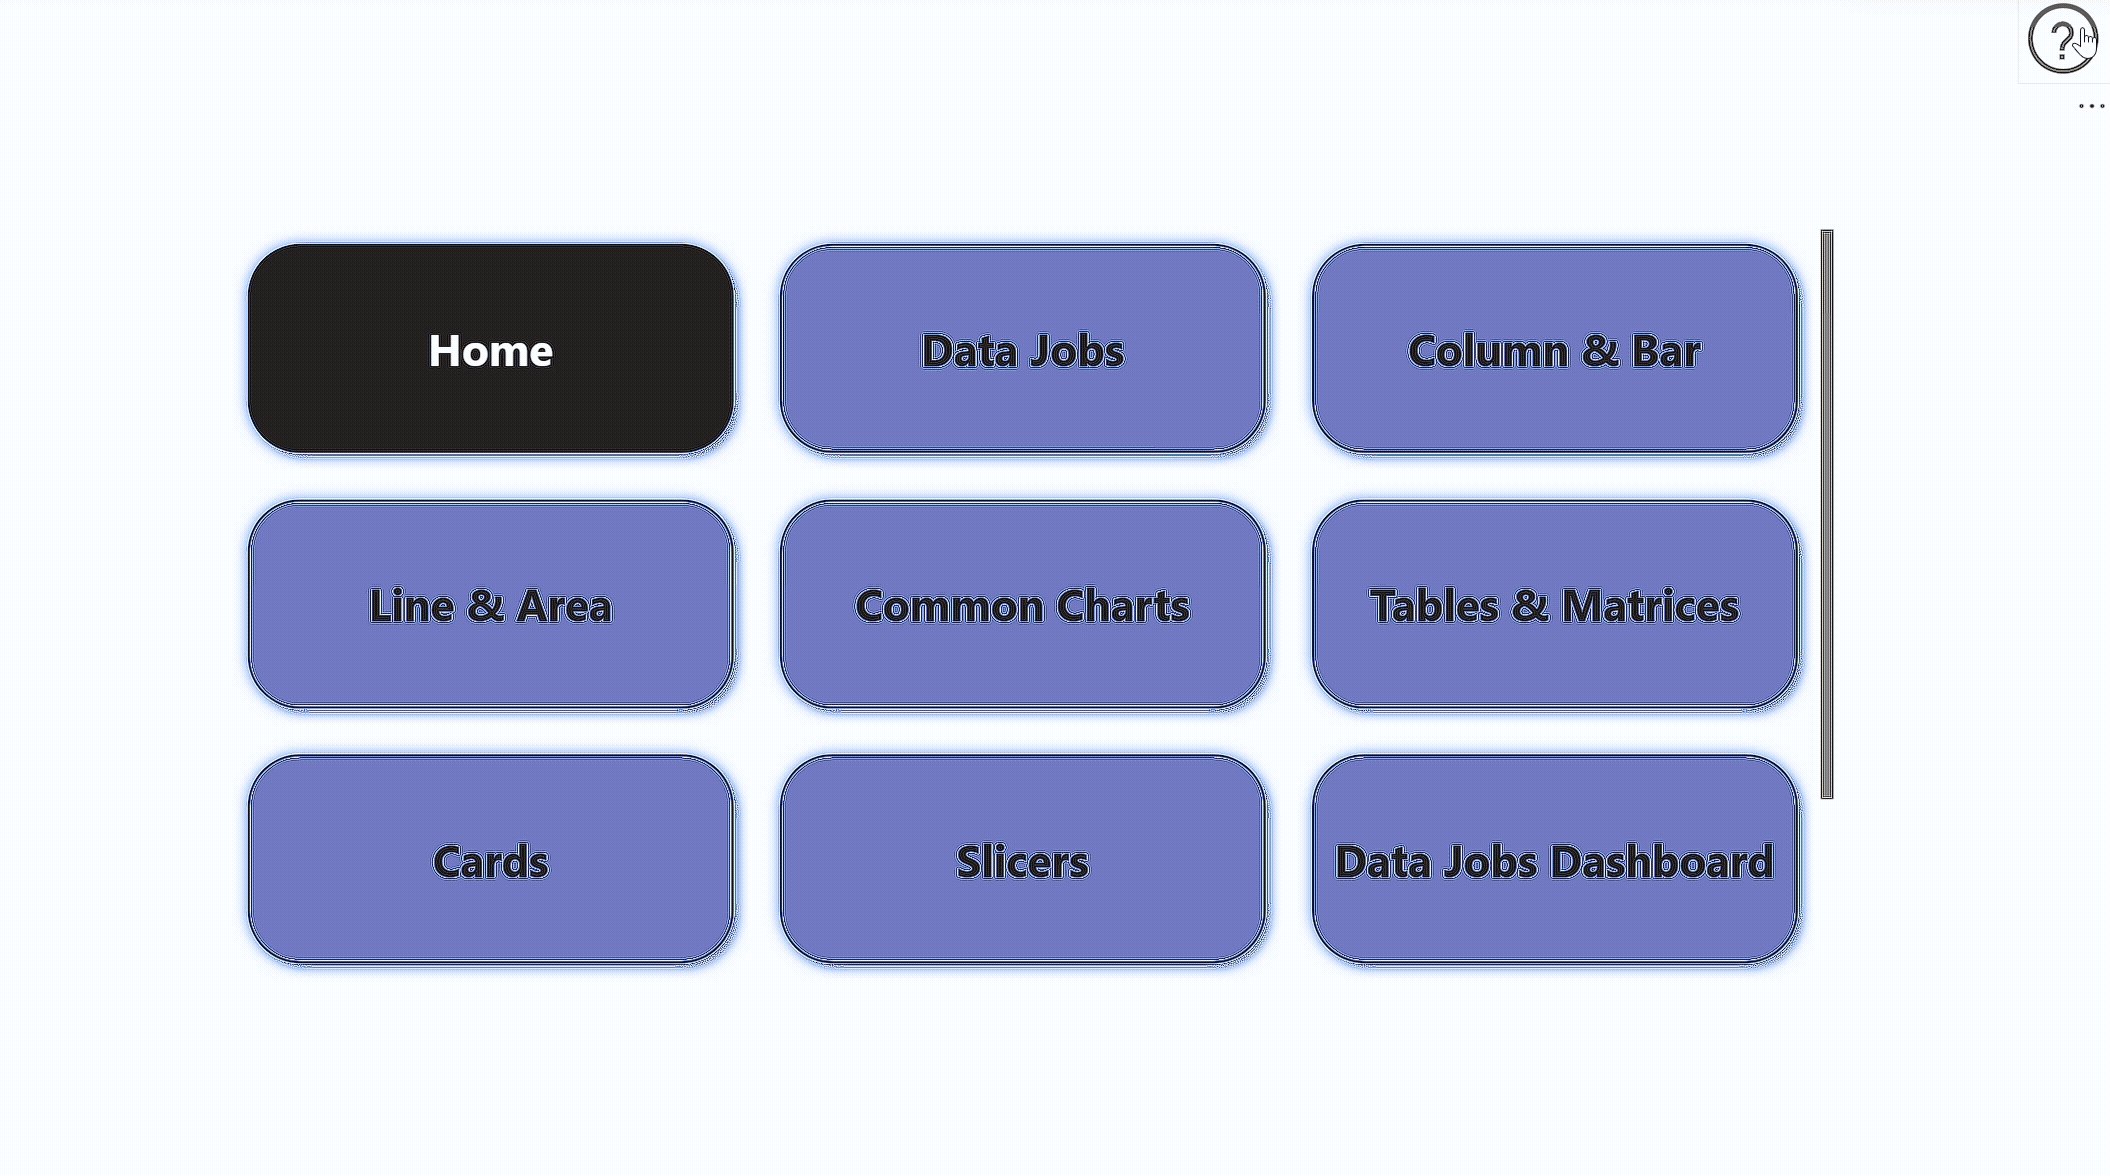 ?
...
Home
Data Jobs
Column & Bar
Line & Area
Common Charts
Tables & Matrices
Cards
Slicers
Data Jobs Dashboard